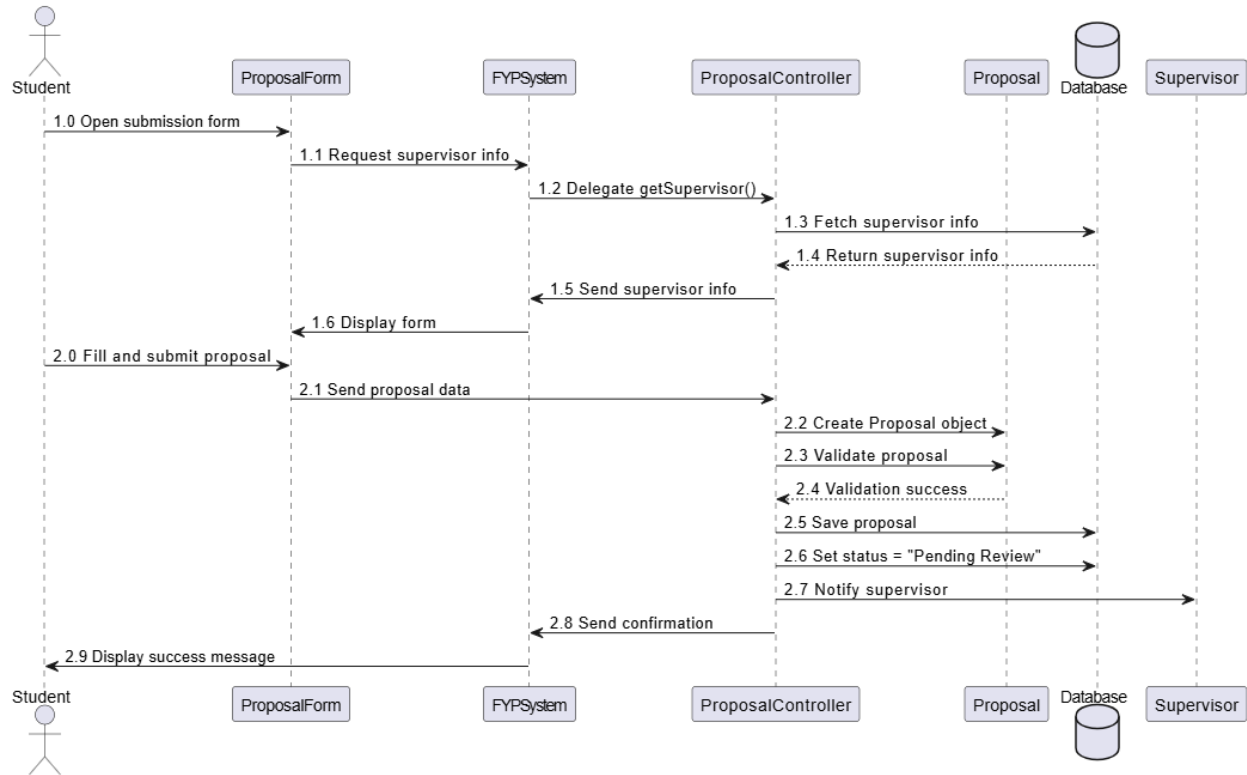 Student
ProposalForm
FYPSystem
ProposalController
Proposal
Database
Supervisor
1.0 Open submission form
1.1 Request supervisor info
1.2 Delegate getSupervisor()
1.3 Fetch supervisor info
1.4 Return supervisor info
1.5 Send supervisor info
1.6 Display form
2.0 Fill and submit proposal
2.1 Send proposal data
2.2 Create Proposal object
2.3 Validate proposal
2.4 Validation success
2.5 Save proposal
2.6 Set status = "Pending Review"
2.7 Notify supervisor
2.8 Send confirmation
2.9 Display success message
Student
ProposalForm
FYPSystem
ProposalController
Proposal
Database
Supervisor